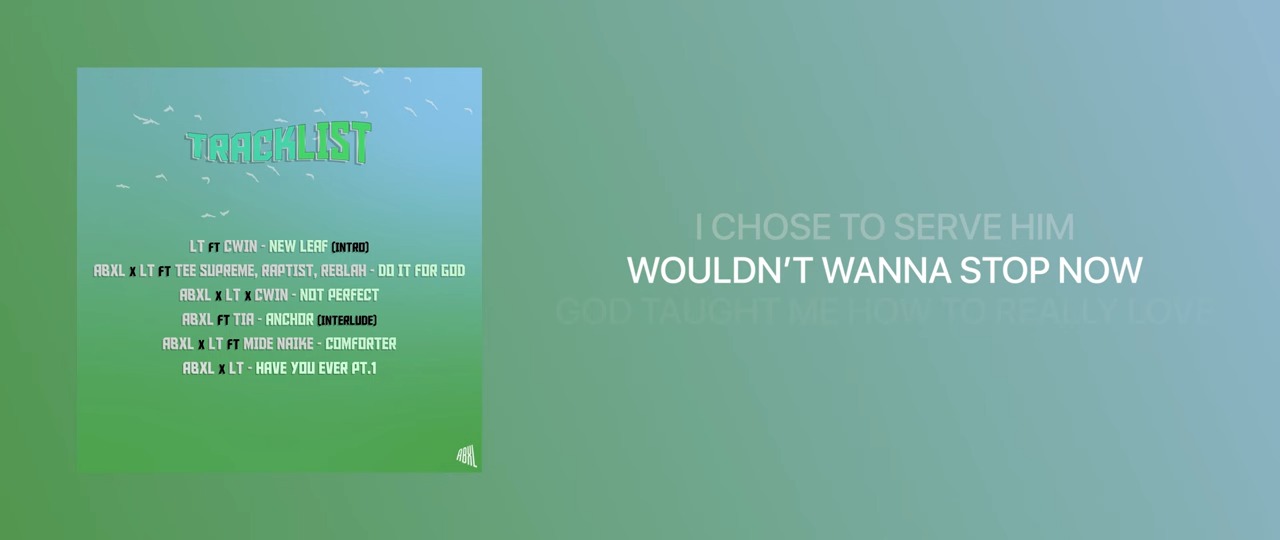 TRACKLIST
LT FT CWIN - NEW LEAF (INTRO)
ABXL X LT FT TEE SUPREME, RAPTIST, REBLAH - DO IT FOR GOD
ABXL X LT X CWIN - NOT PERFECT
ABXL FT TIA - ANCHOR (INTERLUDE)
ABXL X LT FT MIDE NAIKE - COMFORTER
ABXL X LT - HAVE YOU EVER PT.1
ABXL
I CHOSE TO SERVE HIM
WOULDN’T WANNA STOP NOW
GOD TAUGHT ME HOW TO REALLY LOVE